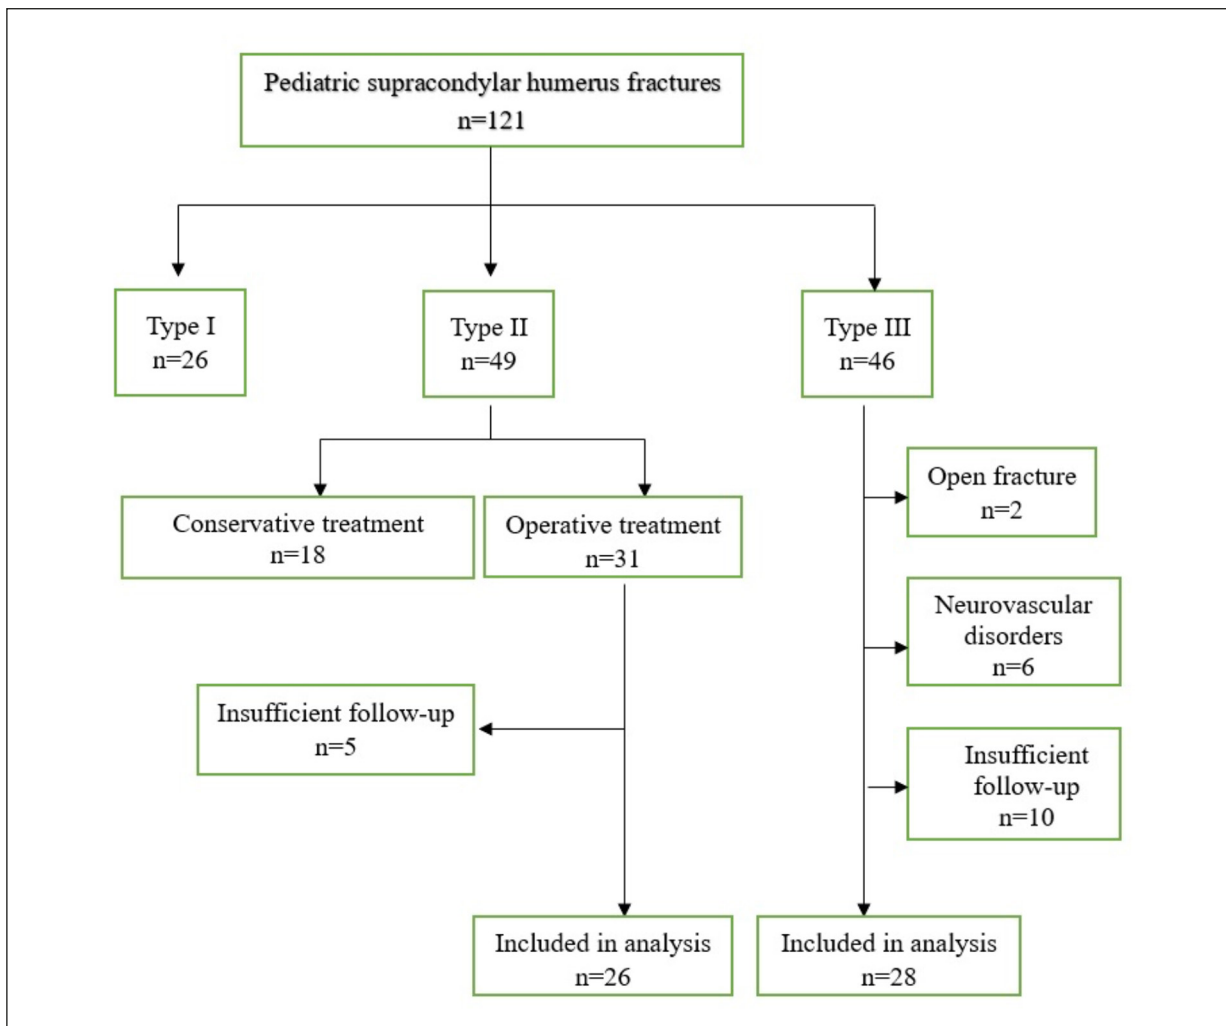 Pediatric supracondylar humerus fractures
n=121
Type I
n=26
Type II
n=49
Type III
n=46
Conservative treatment
n=18
Operative treatment
n=31
Open fracture
n=2
Neurovascular
disorders
n=6
Insufficient follow-up
n=5
Insufficient
follow-up
n=10
Included in analysis
n=26
Included in analysis
n=28